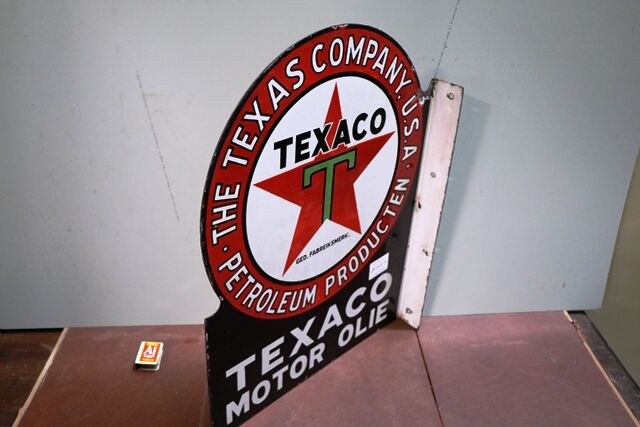 THE TEXAS COMPANY. U.S.A.
TEXACO
T
GED. FABRIEKSMERK.
PETROLEUM PRODUCTEN
TEXACO
MOTOR OLIE